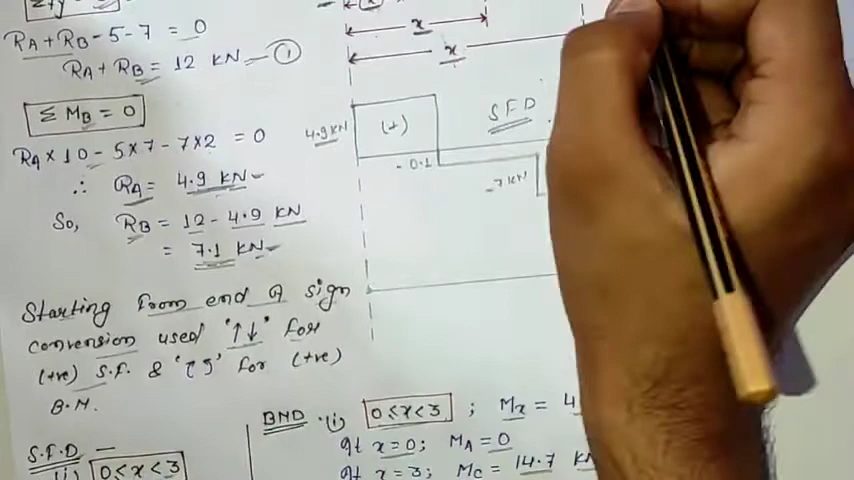 ΣFy = 0
RA + RB - 5 - 7 = 0
RA + RB = 12 KN — ①
Σ MB = 0
RA × 10 - 5×7 - 7×2 = 0
∴ RA = 4.9 KN
So, RB = 12 - 4.9 KN
= 7.1 KN
Starting from end A sign
convension used '↑↓' for
(+ve) S.F. & '↺' for (+ve)
B.M.
S.F.D —
(i) 0≤x<3
x
x
x
4.9 KN
(+)
SFD
- 0.1
- 7 KN
BMD (i) 0≤x<3 ; Mx = 4
At x=0; MA = 0
At x=3; Mc = 14.7 KN